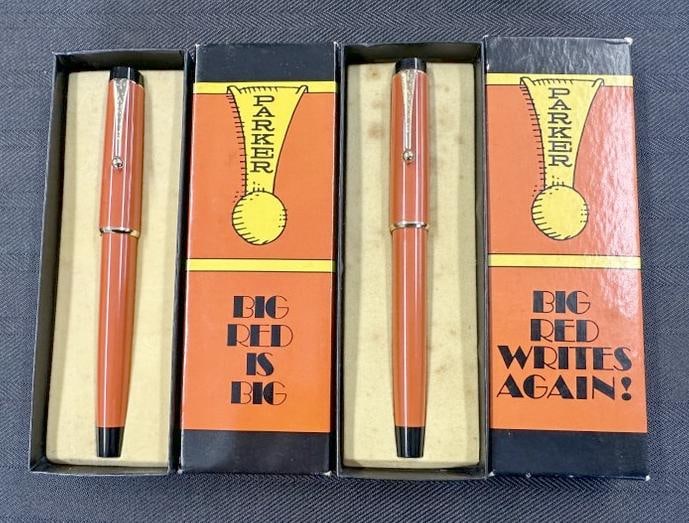 PARKER
BIG
RED
IS
BIG
PARKER
BIG
RED
WRITES
AGAIN!